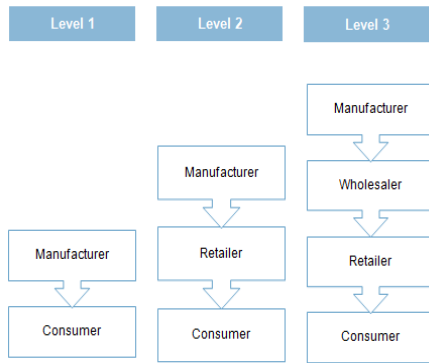 Level 1
Level 2
Level 3
Manufacturer
Consumer
Manufacturer
Retailer
Consumer
Manufacturer
Wholesaler
Retailer
Consumer